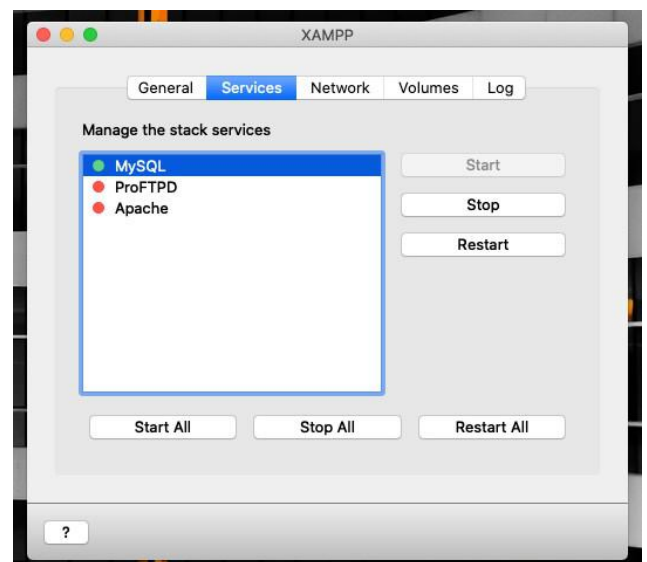 XAMPP
General Services Network Volumes Log
Manage the stack services
MySQL
ProFTPD
Apache
Start
Stop
Restart
Start All Stop All Restart All
?